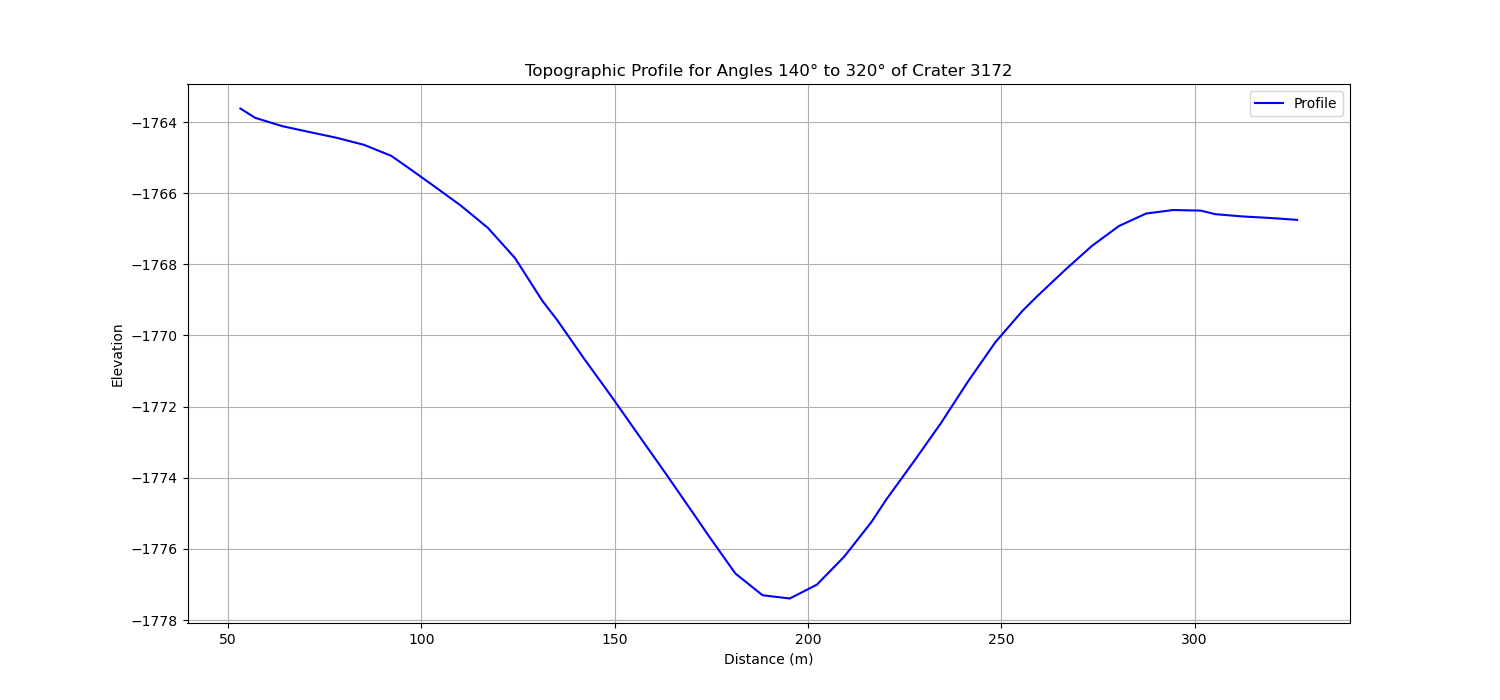 Topographic Profile for Angles 140° to 320° of Crater 3172
Profile
Elevation
−1764
−1766
−1768
−1770
−1772
−1774
−1776
−1778
50 100 150 200 250 300
Distance (m)